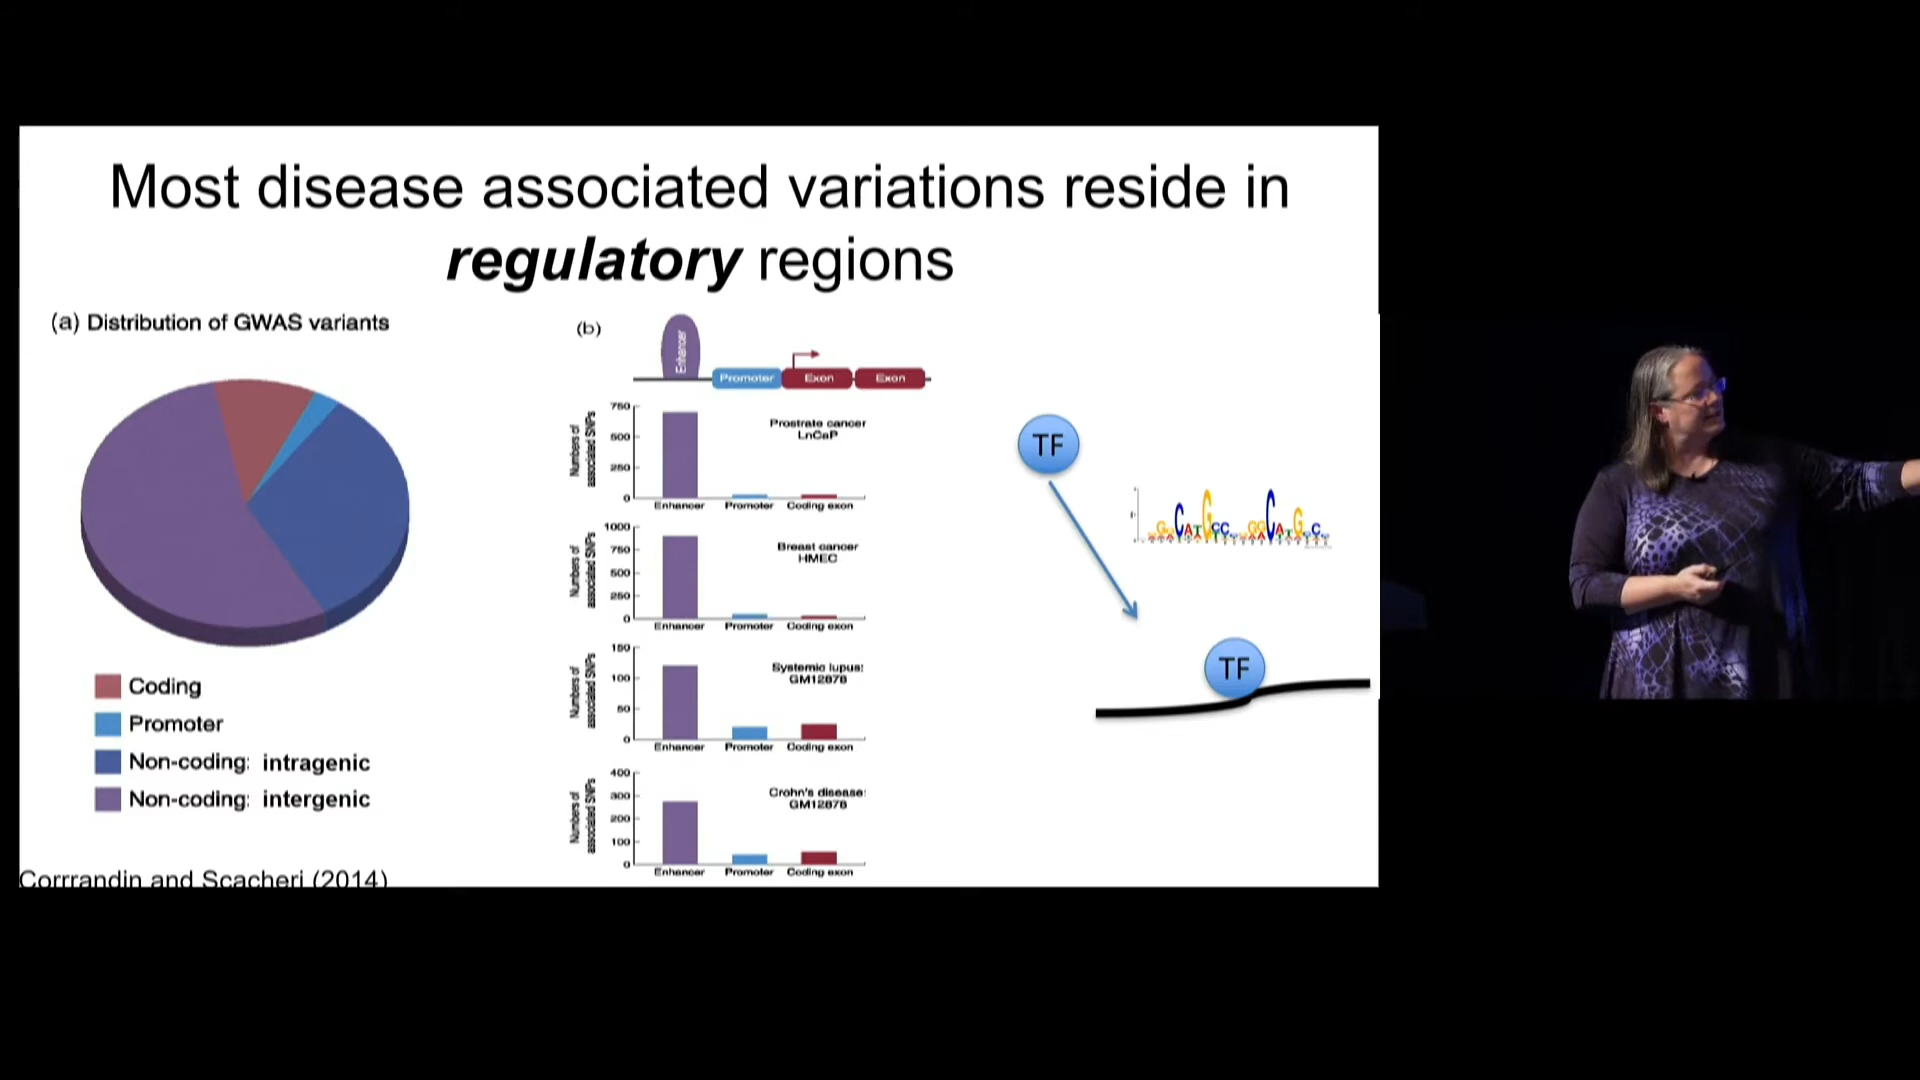 Most disease associated variations reside in
regulatory regions
(a) Distribution of GWAS variants
Coding
Promoter
Non-coding: intragenic
Non-coding: intergenic
Corrrandin and Scacheri (2014)
(b)
Enhancer
Promoter Exon Exon
Numbers of
associated SNPs
750
500
250
0
Prostrate cancer
LnCaP
Enhancer Promoter Coding exon
Numbers of
associated SNPs
1000
750
500
250
0
Breast cancer
HMEC
Enhancer Promoter Coding exon
Numbers of
associated SNPs
150
100
50
0
Systemic lupus:
GM12878
Enhancer Promoter Coding exon
Numbers of
associated SNPs
400
300
200
100
0
Crohn's disease:
GM12878
Enhancer Promoter Coding exon
TF
TF